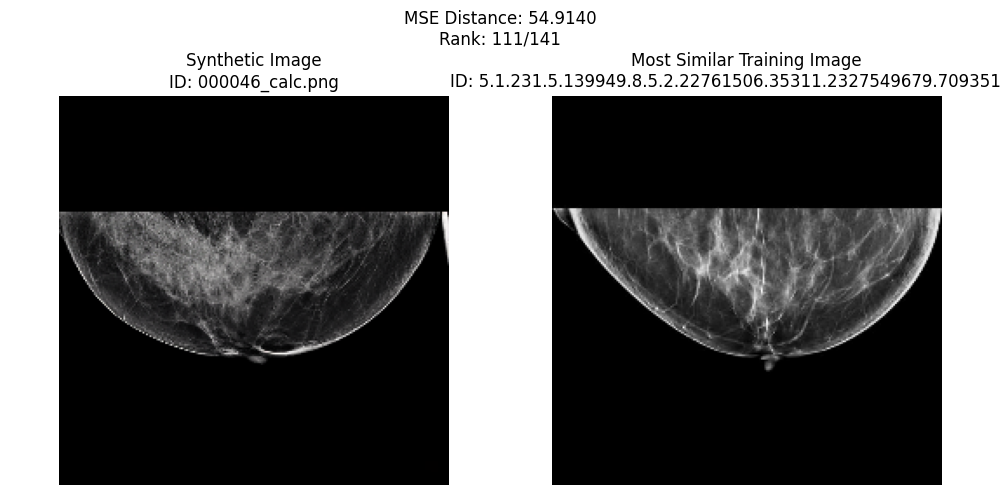 MSE Distance: 54.9140
Rank: 111/141
Synthetic Image
ID: 000046_calc.png
Most Similar Training Image
ID: 5.1.231.5.139949.8.5.2.22761506.35311.2327549679.709351